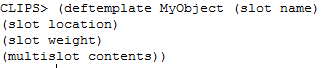 CLIPS> (deftemplate MyObject (slot name)
(slot location)
(slot weight)
(multislot contents))